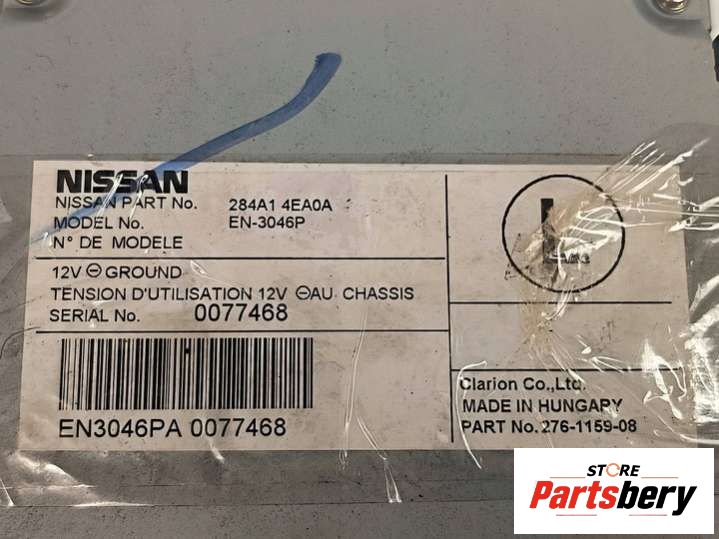 NISSAN
NISSAN PART No. 284A1 4EA0A
MODEL No. EN-3046P
N° DE MODELE
12V ⊖ GROUND
TENSION D'UTILISATION 12V ⊖AU CHASSIS
SERIAL No. 0077468
EN3046PA 0077468
L
Clarion Co.,Ltd.
MADE IN HUNGARY
PART No. 276-1159-08
STORE
Partsbery